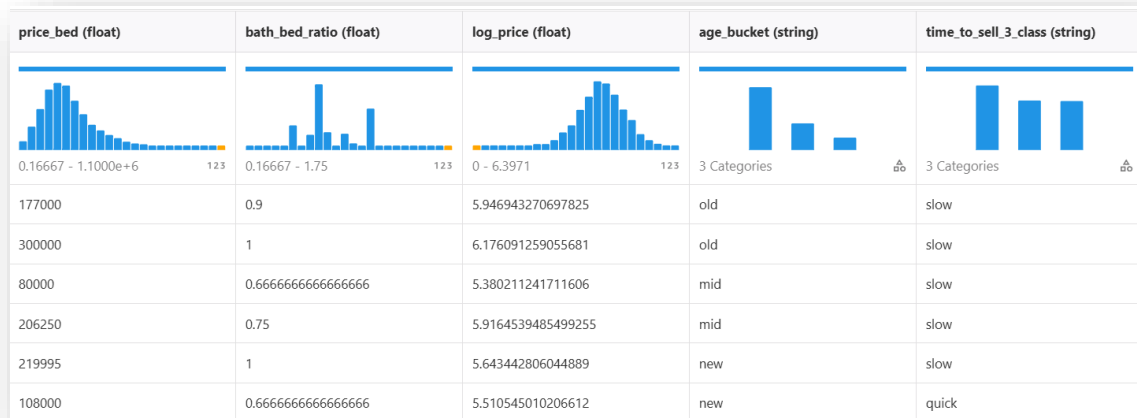 price_bed (float) bath_bed_ratio (float) log_price (float) age_bucket (string) time_to_sell_3_class (string)
0.16667 - 1.1000e+6 123 0.16667 - 1.75 123 0 - 6.3971 123 3 Categories 3 Categories
177000 0.9 5.946943270697825 old slow
300000 1 6.176091259055681 old slow
80000 0.6666666666666666 5.380211241711606 mid slow
206250 0.75 5.9164539485499255 mid slow
219995 1 5.643442806044889 new slow
108000 0.6666666666666666 5.510545010206612 new quick